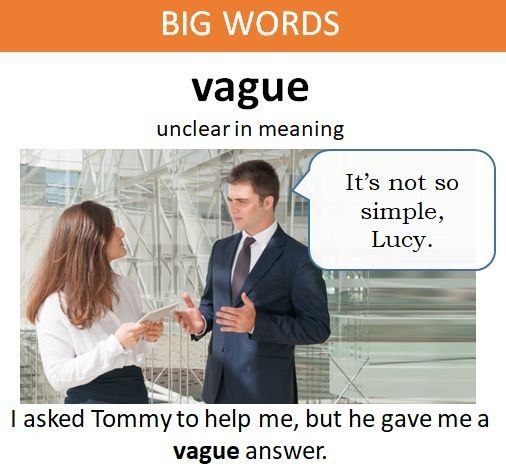 BIG WORDS
vague
unclear in meaning
It's not so
simple,
Lucy.
I asked Tommy to help me, but he gave me a
vague answer.